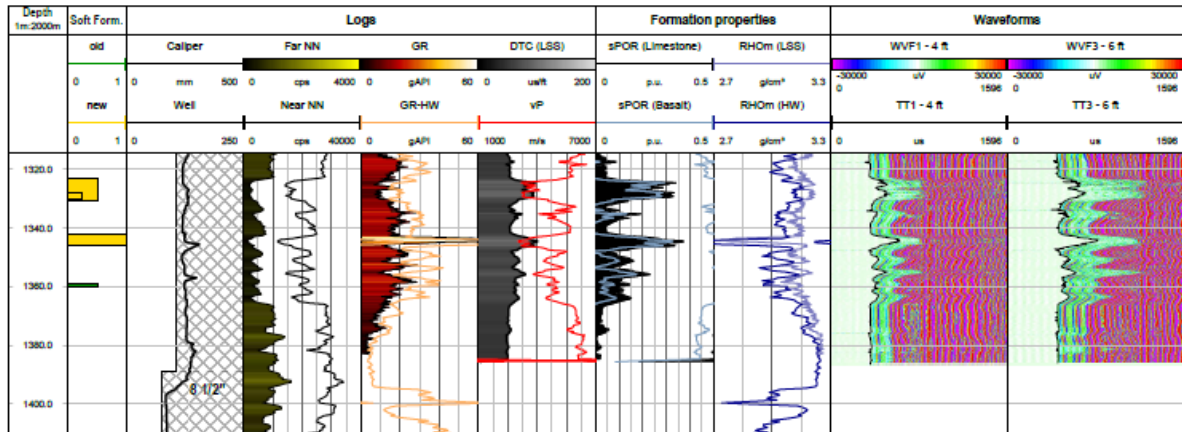 Depth Soft Form. Logs Formation properties Waveforms
1m:2000m
old Caliper Far NN GR DTC (LSS) sPOR (Limestone) RHOm (LSS) WVF1 - 4 ft WVF3 - 6 ft
0 1 0 mm 500 0 cps 4000 0 gAPI 60 0 us/ft 200 0 p.u. 0.5 2.7 g/cm³ 3.3 -30000 uV 30000 -30000 uV 30000
0 1596 0 1596
new Well Near NN GR-HW vP sPOR (Basalt) RHOm (HW) TT1 - 4 ft TT3 - 6 ft
0 1 0 250 0 cps 40000 0 gAPI 60 1000 m/s 7000 0 p.u. 0.5 2.7 g/cm³ 3.3 0 us 1596 0 us 1596
1320.0
1340.0
1360.0
1380.0
8 1/2"
1400.0